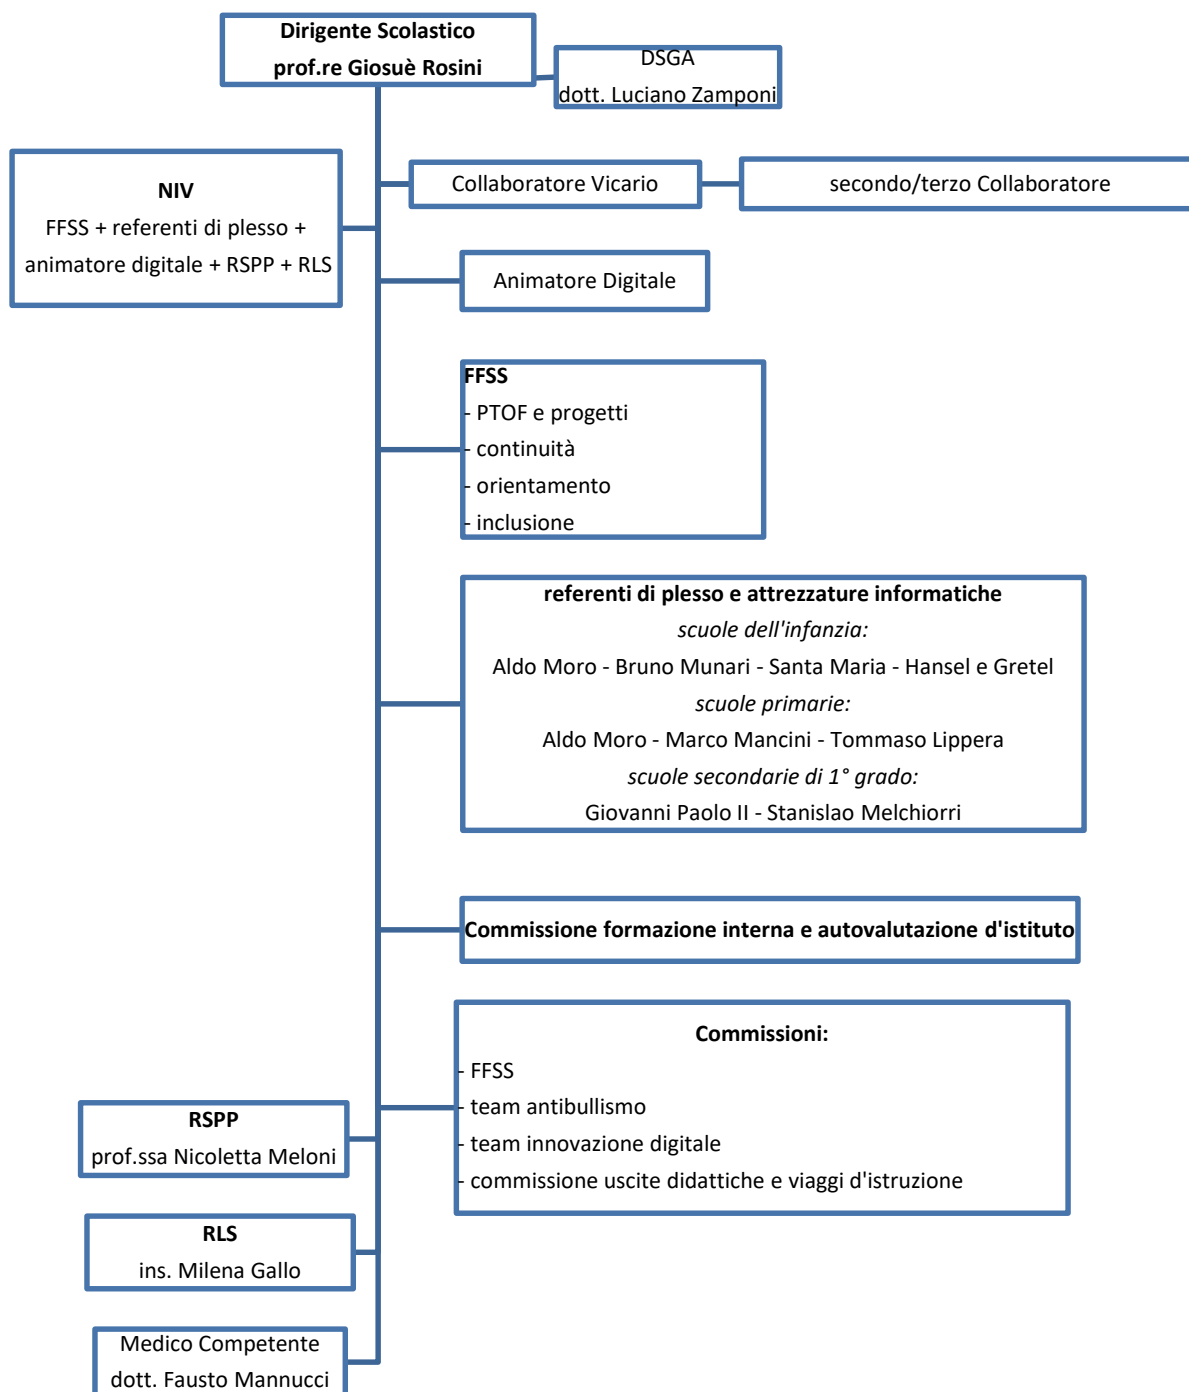 Dirigente Scolastico
prof.re Giosuè Rosini
DSGA
dott. Luciano Zamponi
NIV
FFSS + referenti di plesso +
animatore digitale + RSPP + RLS
Collaboratore Vicario
secondo/terzo Collaboratore
Animatore Digitale
FFSS
- PTOF e progetti
- continuità
- orientamento
- inclusione
referenti di plesso e attrezzature informatiche
scuole dell'infanzia:
Aldo Moro - Bruno Munari - Santa Maria - Hansel e Gretel
scuole primarie:
Aldo Moro - Marco Mancini - Tommaso Lippera
scuole secondarie di 1° grado:
Giovanni Paolo II - Stanislao Melchiorri
Commissione formazione interna e autovalutazione d'istituto
Commissioni:
- FFSS
- team antibullismo
- team innovazione digitale
- commissione uscite didattiche e viaggi d'istruzione
RSPP
prof.ssa Nicoletta Meloni
RLS
ins. Milena Gallo
Medico Competente
dott. Fausto Mannucci